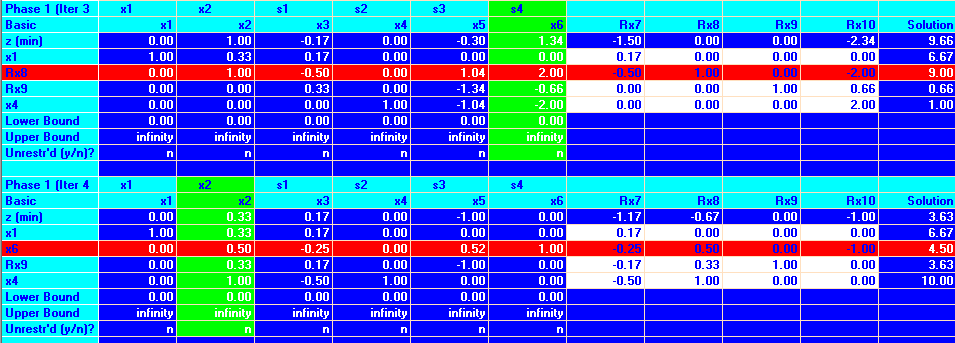 Phase 1 (Iter 3 x1 x2 s1 s2 s3 s4
Basic x1 x2 x3 x4 x5 x6 Rx7 Rx8 Rx9 Rx10 Solution
z (min) 0.00 1.00 -0.17 0.00 -0.30 1.34 -1.50 0.00 0.00 -2.34 9.66
x1 1.00 0.33 0.17 0.00 0.00 0.00 0.17 0.00 0.00 0.00 6.67
Rx8 0.00 1.00 -0.50 0.00 1.04 2.00 -0.50 1.00 0.00 -2.00 9.00
Rx9 0.00 0.00 0.33 0.00 -1.34 -0.66 0.00 0.00 1.00 0.66 0.66
x4 0.00 0.00 0.00 1.00 -1.04 -2.00 0.00 0.00 0.00 2.00 1.00
Lower Bound 0.00 0.00 0.00 0.00 0.00 0.00
Upper Bound infinity infinity infinity infinity infinity infinity
Unrestr'd (y/n)? n n n n n n
Phase 1 (Iter 4 x1 x2 s1 s2 s3 s4
Basic x1 x2 x3 x4 x5 x6 Rx7 Rx8 Rx9 Rx10 Solution
z (min) 0.00 0.33 0.17 0.00 -1.00 0.00 -1.17 -0.67 0.00 -1.00 3.63
x1 1.00 0.33 0.17 0.00 0.00 0.00 0.17 0.00 0.00 0.00 6.67
x6 0.00 0.50 -0.25 0.00 0.52 1.00 -0.25 0.50 0.00 -1.00 4.50
Rx9 0.00 0.33 0.17 0.00 -1.00 0.00 -0.17 0.33 1.00 0.00 3.63
x4 0.00 1.00 -0.50 1.00 0.00 0.00 -0.50 1.00 0.00 0.00 10.00
Lower Bound 0.00 0.00 0.00 0.00 0.00 0.00
Upper Bound infinity infinity infinity infinity infinity infinity
Unrestr'd (y/n)? n n n n n n